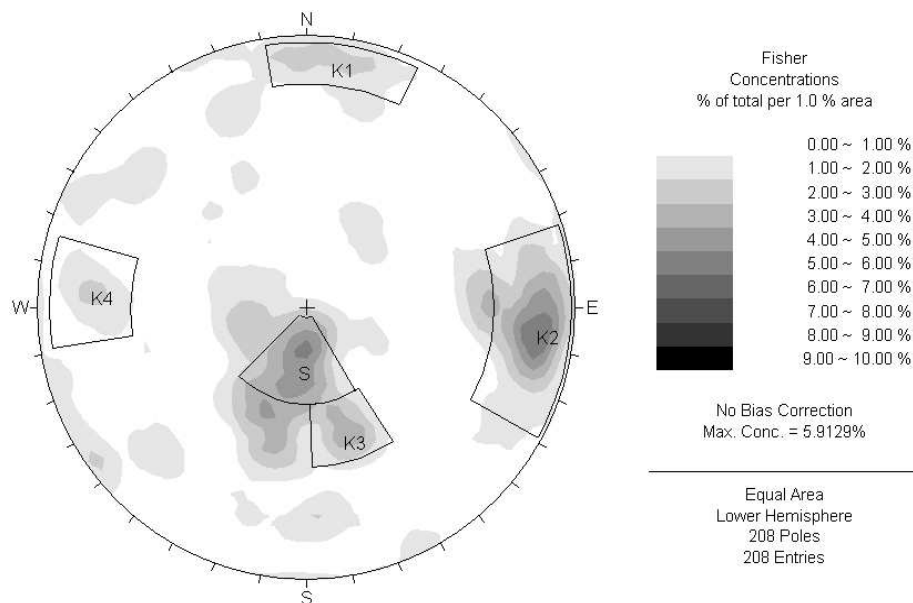 N
K1
W
K4
E
K2
S
K3
S
Fisher
Concentrations
% of total per 1.0 % area
0.00 ~ 1.00 %
1.00 ~ 2.00 %
2.00 ~ 3.00 %
3.00 ~ 4.00 %
4.00 ~ 5.00 %
5.00 ~ 6.00 %
6.00 ~ 7.00 %
7.00 ~ 8.00 %
8.00 ~ 9.00 %
9.00 ~ 10.00 %
No Bias Correction
Max. Conc. = 5.9129%
Equal Area
Lower Hemisphere
208 Poles
208 Entries